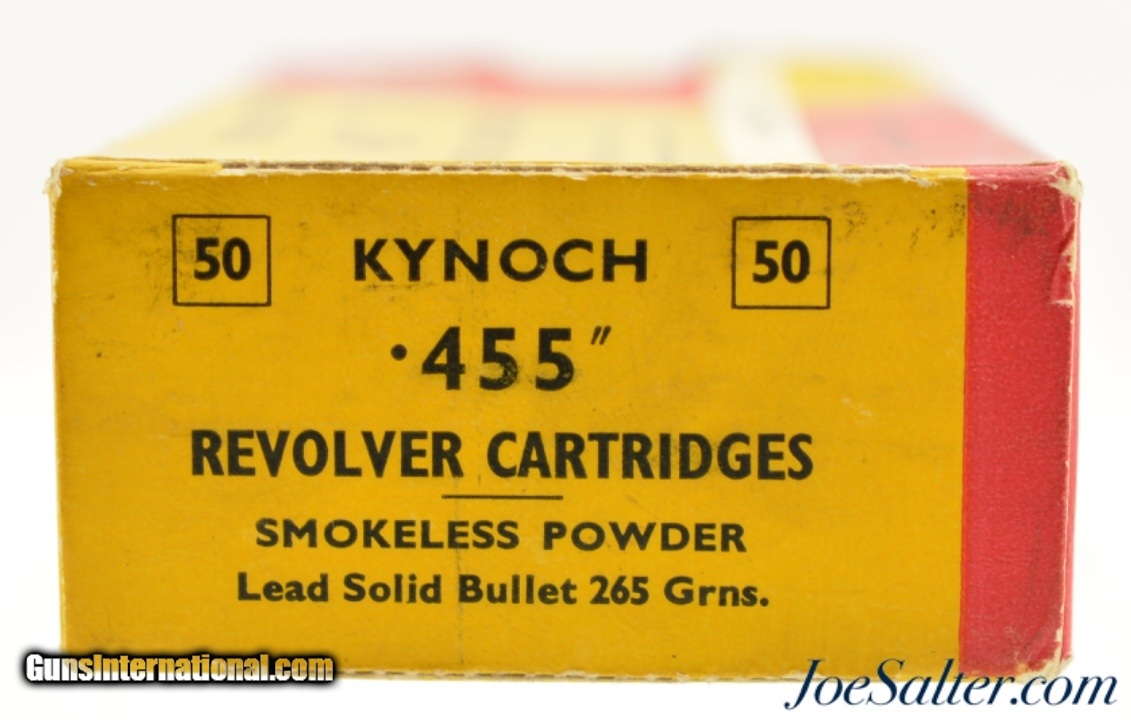 50 KYNOCH 50
·455″
REVOLVER CARTRIDGES
SMOKELESS POWDER
Lead Solid Bullet 265 Grns.
GunsInternational.com
JoeSalter.com